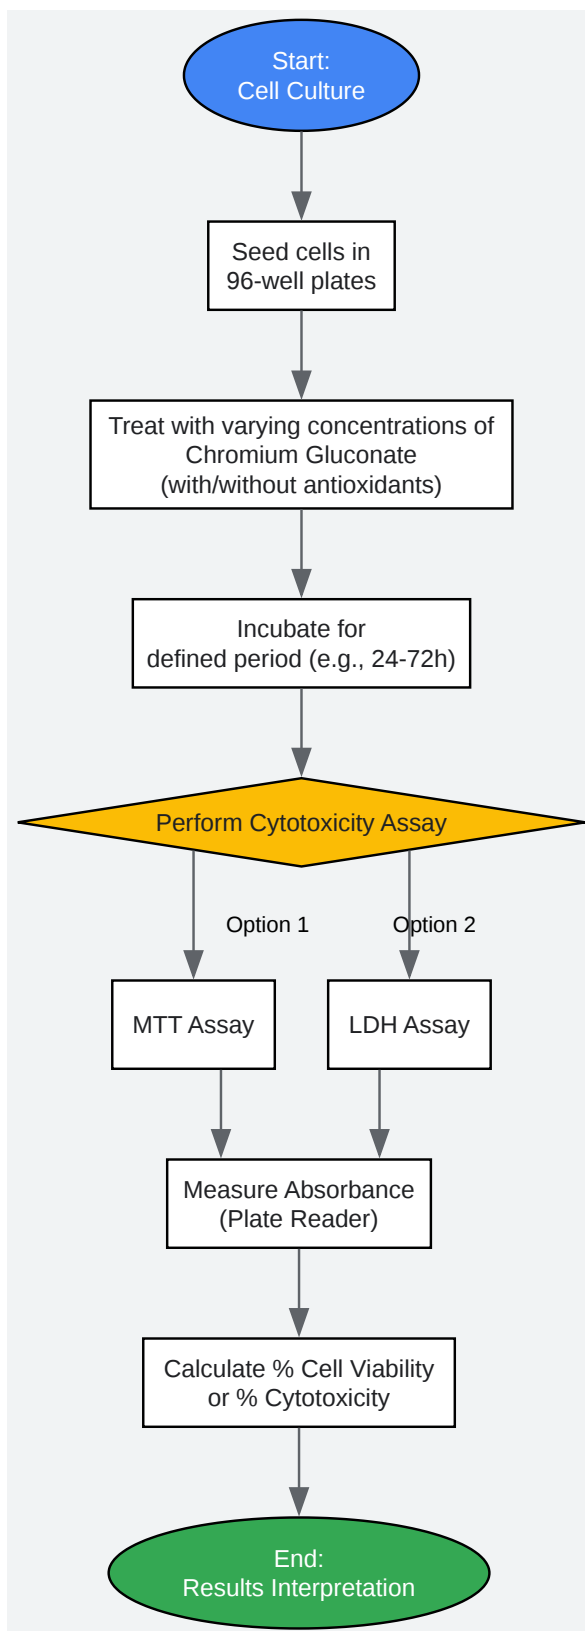 Start:
Cell Culture
Seed cells in
96-well plates
Treat with varying concentrations of
Chromium Gluconate
(with/without antioxidants)
Incubate for
defined period (e.g., 24-72h)
Perform Cytotoxicity Assay
Option 1
Option 2
MTT Assay
LDH Assay
Measure Absorbance
(Plate Reader)
Calculate % Cell Viability
or % Cytotoxicity
End:
Results Interpretation